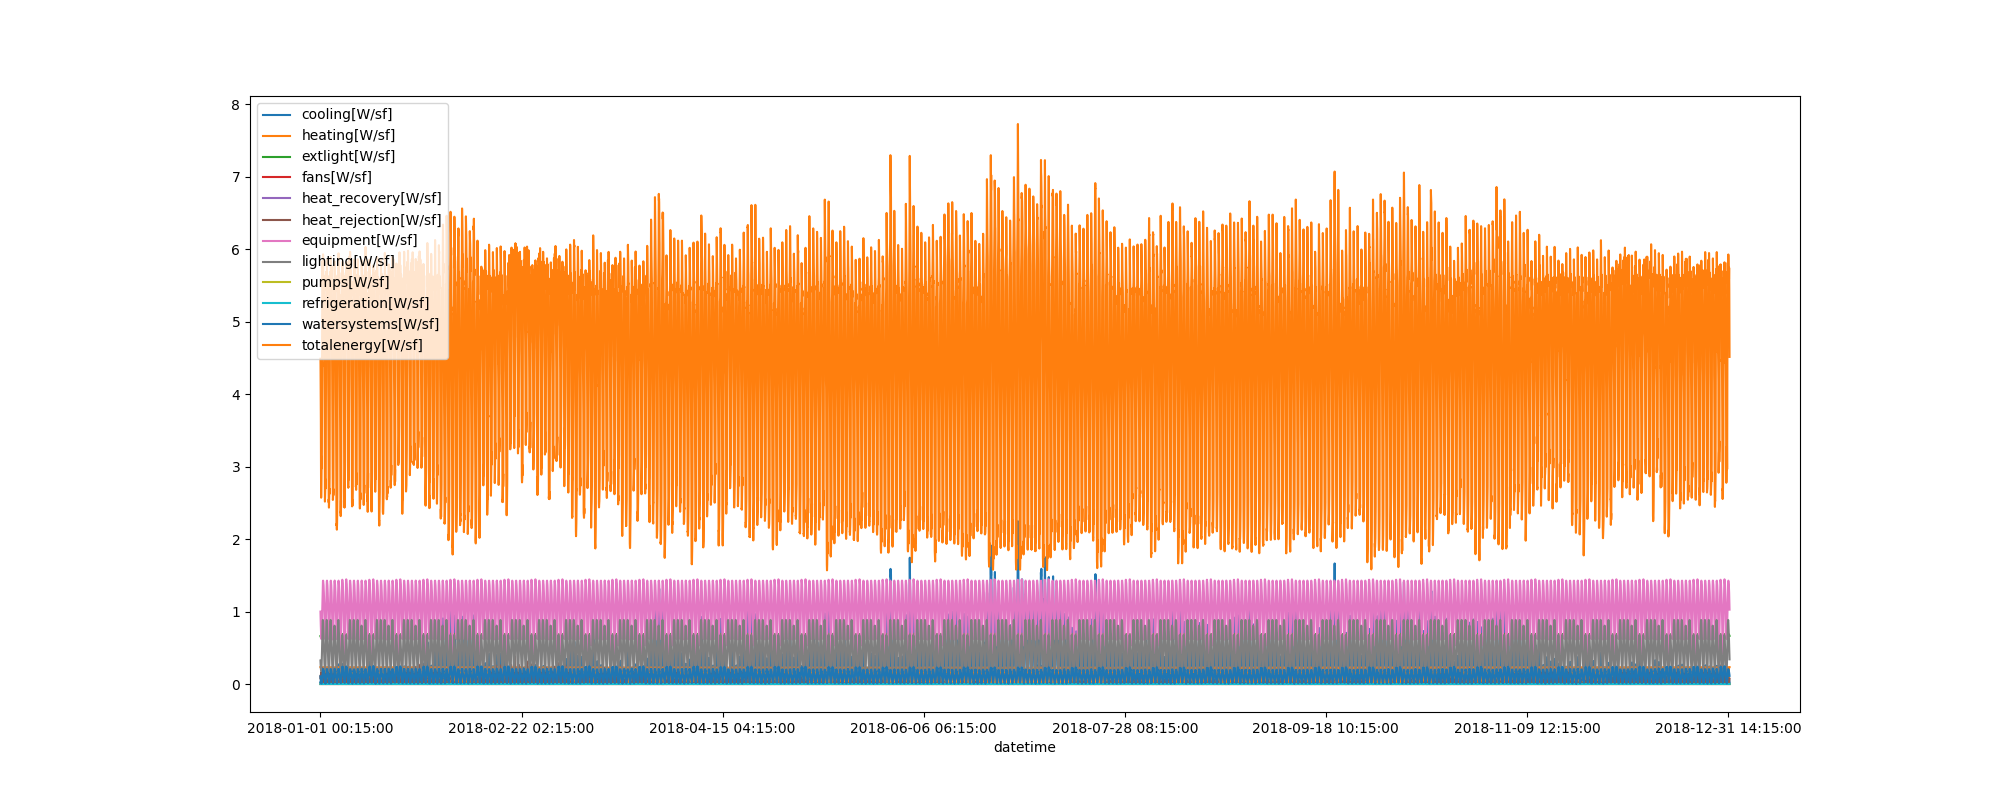 8
7
6
5
4
3
2
1
0
cooling[W/sf]
heating[W/sf]
extlight[W/sf]
fans[W/sf]
heat_recovery[W/sf]
heat_rejection[W/sf]
equipment[W/sf]
lighting[W/sf]
pumps[W/sf]
refrigeration[W/sf]
watersystems[W/sf]
totalenergy[W/sf]
2018-01-01 00:15:00 2018-02-22 02:15:00 2018-04-15 04:15:00 2018-06-06 06:15:00 2018-07-28 08:15:00 2018-09-18 10:15:00 2018-11-09 12:15:00 2018-12-31 14:15:00
datetime